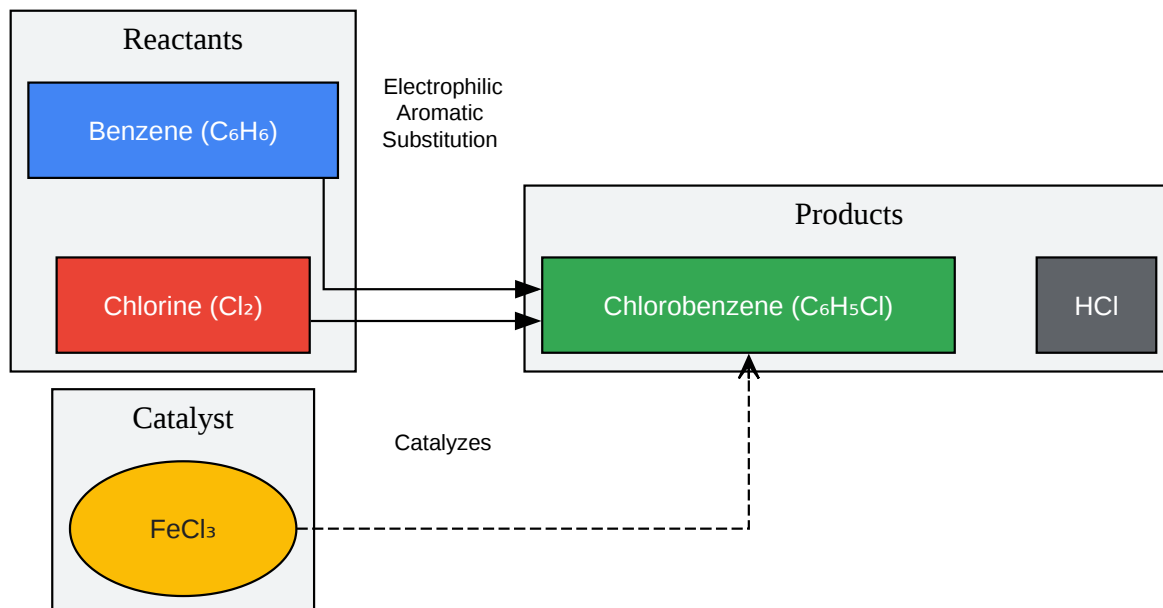 Reactants
Benzene (C₆H₆)
Electrophilic
Aromatic
Substitution
Chlorine (Cl₂)
Products
Chlorobenzene (C₆H₅Cl)
HCl
Catalyst
FeCl₃
Catalyzes